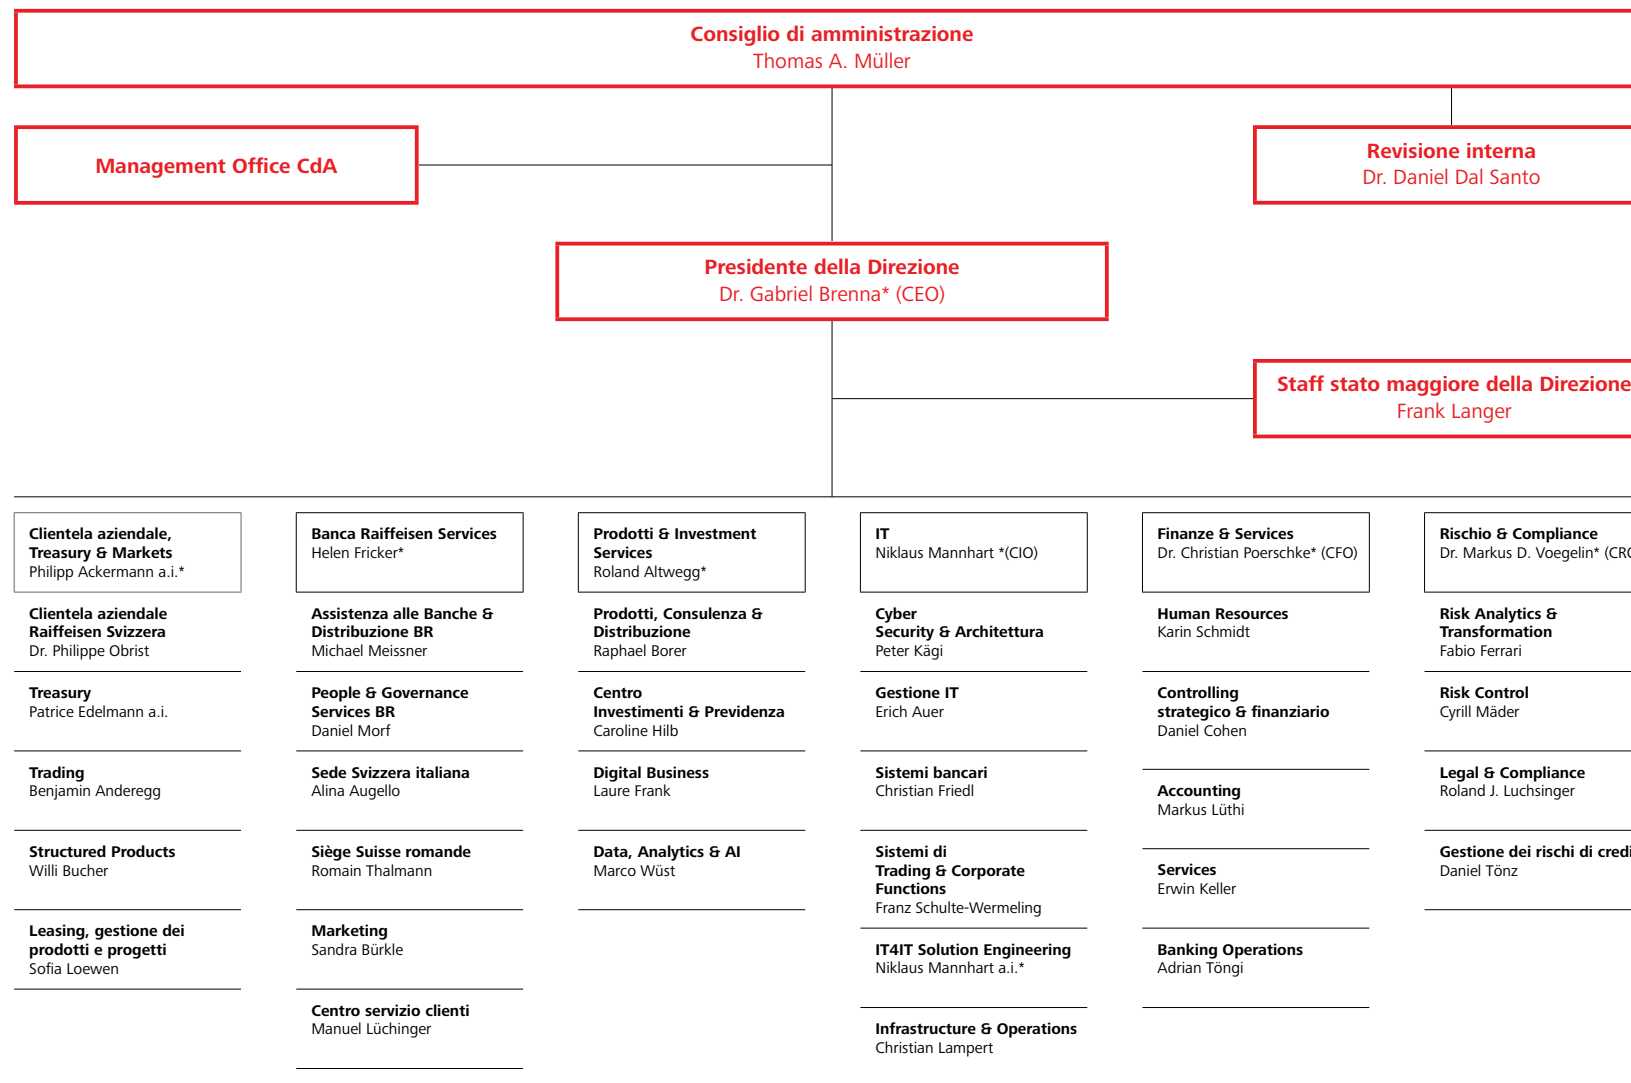 Consiglio di amministrazione
Thomas A. Müller
Management Office CdA
Revisione interna
Dr. Daniel Dal Santo
Presidente della Direzione
Dr. Gabriel Brenna* (CEO)
Staff stato maggiore della Direzione
Frank Langer
Clientela aziendale,
Treasury & Markets
Philipp Ackermann a.i.*
Clientela aziendale
Raiffeisen Svizzera
Dr. Philippe Obrist
Treasury
Patrice Edelmann a.i.
Trading
Benjamin Anderegg
Structured Products
Willi Bucher
Leasing, gestione dei
prodotti e progetti
Sofia Loewen
Banca Raiffeisen Services
Helen Fricker*
Assistenza alle Banche &
Distribuzione BR
Michael Meissner
People & Governance
Services BR
Daniel Morf
Sede Svizzera italiana
Alina Augello
Siège Suisse romande
Romain Thalmann
Marketing
Sandra Bürkle
Centro servizio clienti
Manuel Lüchinger
Prodotti & Investment
Services
Roland Altwegg*
Prodotti, Consulenza &
Distribuzione
Raphael Borer
Centro
Investimenti & Previdenza
Caroline Hilb
Digital Business
Laure Frank
Data, Analytics & AI
Marco Wüst
IT
Niklaus Mannhart *(CIO)
Cyber
Security & Architettura
Peter Kägi
Gestione IT
Erich Auer
Sistemi bancari
Christian Friedl
Sistemi di
Trading & Corporate
Functions
Franz Schulte-Wermeling
IT4IT Solution Engineering
Niklaus Mannhart a.i.*
Infrastructure & Operations
Christian Lampert
Finanze & Services
Dr. Christian Poerschke* (CFO)
Human Resources
Karin Schmidt
Controlling
strategico & finanziario
Daniel Cohen
Accounting
Markus Lüthi
Services
Erwin Keller
Banking Operations
Adrian Töngi
Rischio & Compliance
Dr. Markus D. Voegelin*
Risk Analytics &
Transformation
Fabio Ferrari
Risk Control
Cyrill Mäder
Legal & Compliance
Roland J. Luchsinger
Gestione dei rischi di
Daniel Tönz